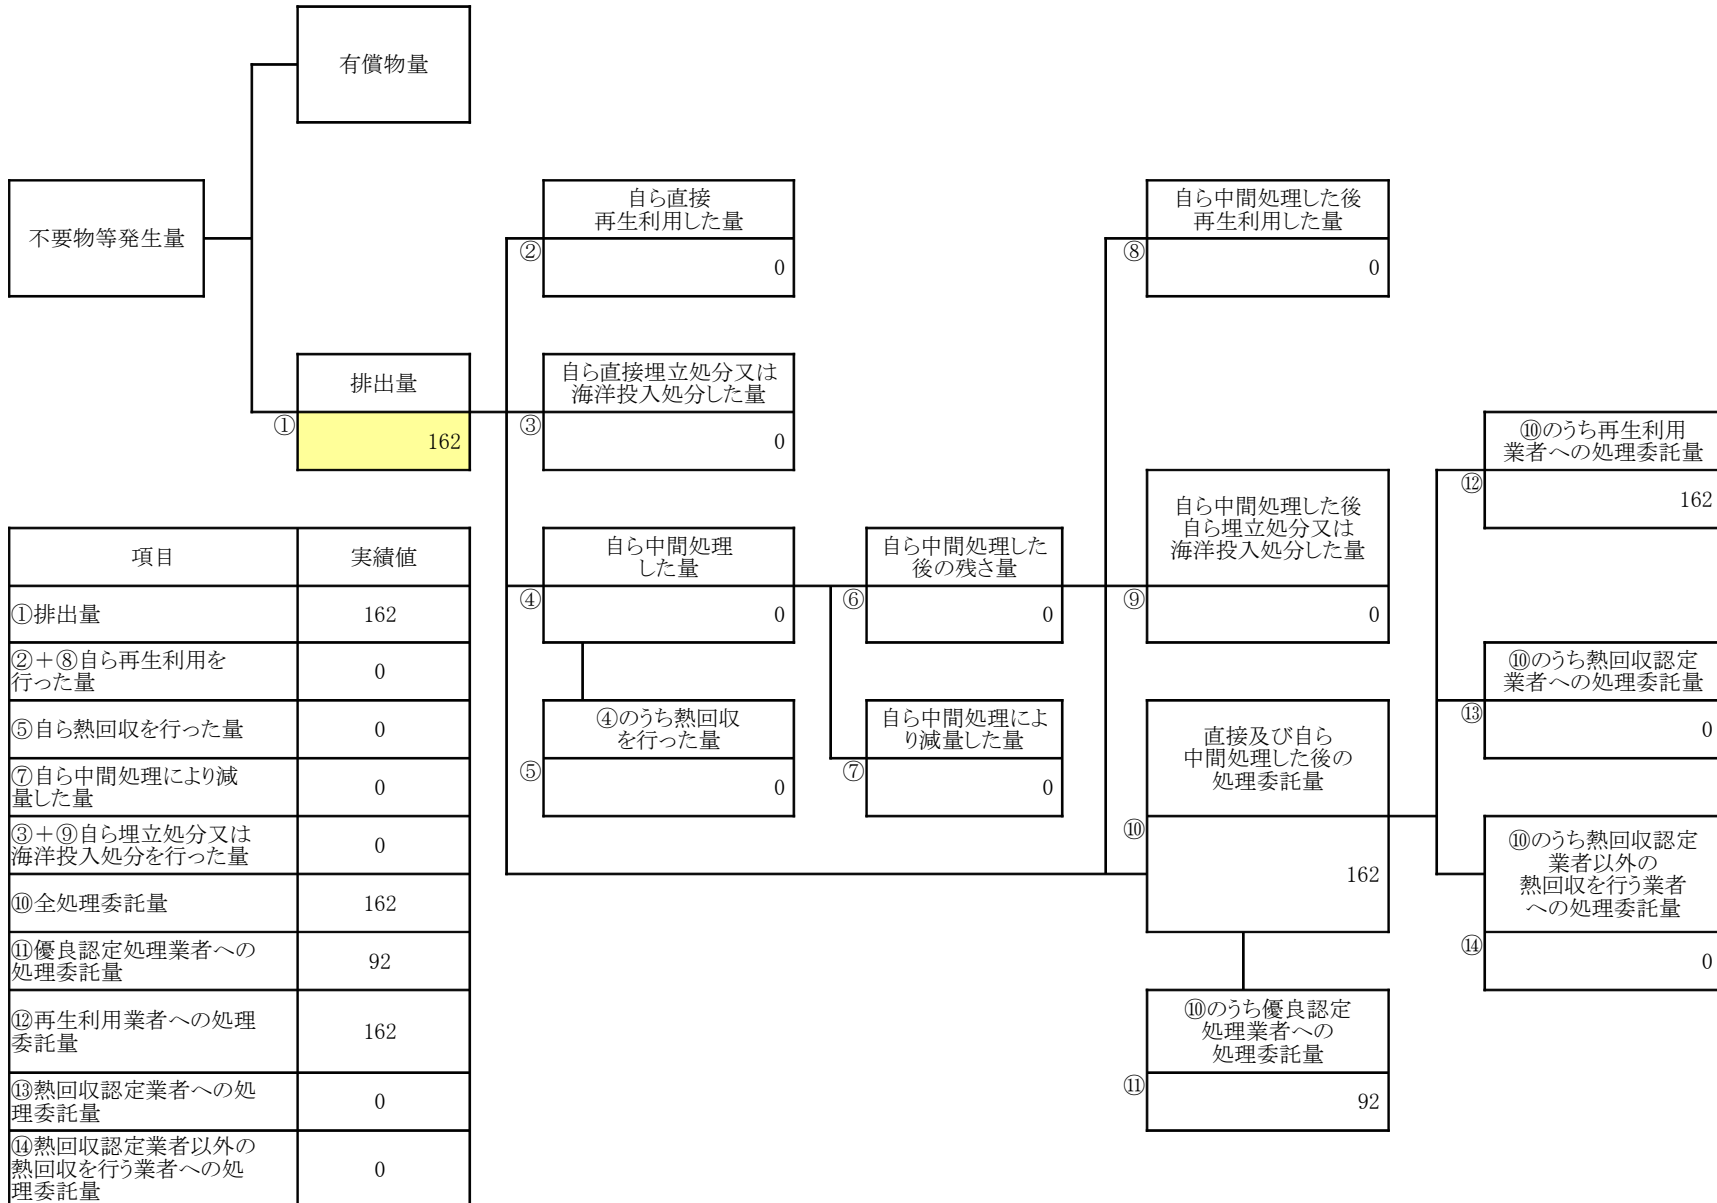 有償物量
不要物等発生量
排出量
①
162
自ら直接
再生利用した量
②
0
自ら直接埋立処分又は
海洋投入処分した量
③
0
自ら中間処理
した量
④
0
④のうち熱回収
を行った量
⑤
0
自ら中間処理した
後の残さ量
⑥
0
自ら中間処理によ
り減量した量
⑦
0
自ら中間処理した後
再生利用した量
⑧
0
自ら中間処理した後
自ら埋立処分又は
海洋投入処分した量
⑨
0
直接及び自ら
中間処理した後の
処理委託量
⑩
162
⑩のうち優良認定
処理業者への
処理委託量
⑪
92
⑩のうち再生利用
業者への処理委託量
⑫
162
⑩のうち熱回収認定
業者への処理委託量
⑬
0
⑩のうち熱回収認定
業者以外の
熱回収を行う業者
への処理委託量
⑭
0
項目 実績値
①排出量 162
②+⑧自ら再生利用を
行った量 0
⑤自ら熱回収を行った量 0
⑦自ら中間処理により減
量した量 0
③+⑨自ら埋立処分又は
海洋投入処分を行った量 0
⑩全処理委託量 162
⑪優良認定処理業者への
処理委託量 92
⑫再生利用業者への処理
委託量 162
⑬熱回収認定業者への処
理委託量 0
⑭熱回収認定業者以外の
熱回収を行う業者への処
理委託量 0